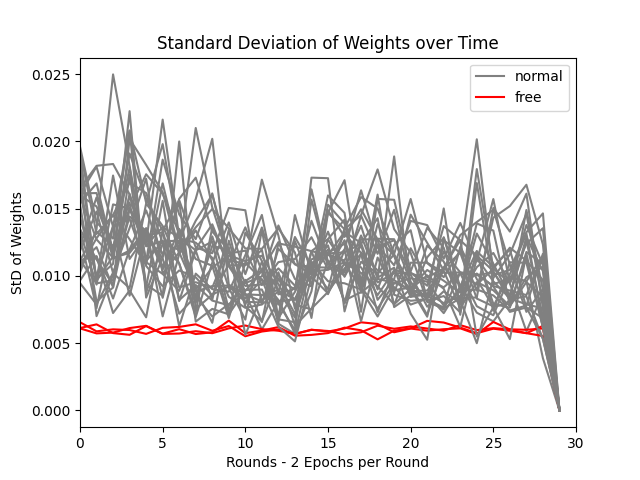 Standard Deviation of Weights over Time
normal
free
StD of Weights
0.025
0.020
0.015
0.010
0.005
0.000
0 5 10 15 20 25 30
Rounds - 2 Epochs per Round